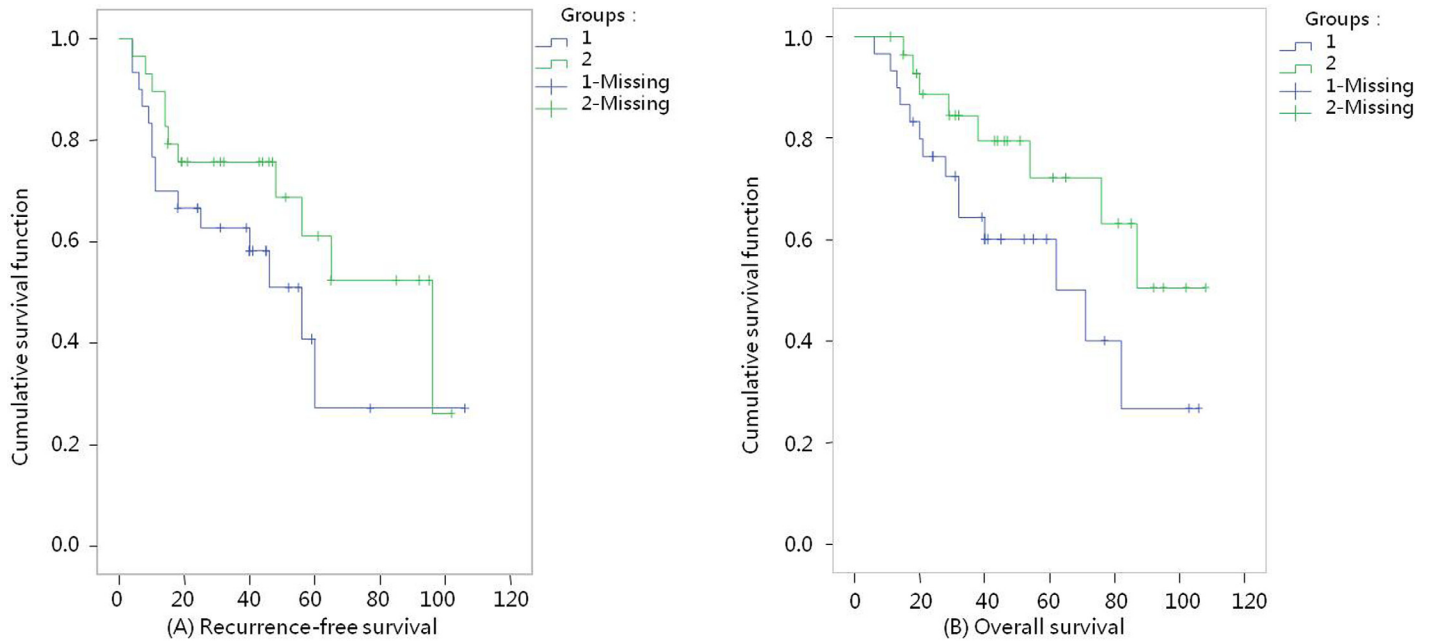 Groups :
1
2
1-Missing
2-Missing
1.0
0.8
0.6
0.4
0.2
0.0
Cumulative survival function
0 20 40 60 80 100 120
(A) Recurrence-free survival
Groups :
1
2
1-Missing
2-Missing
1.0
0.8
0.6
0.4
0.2
0.0
Cumulative survival function
0 20 40 60 80 100 120
(B) Overall survival